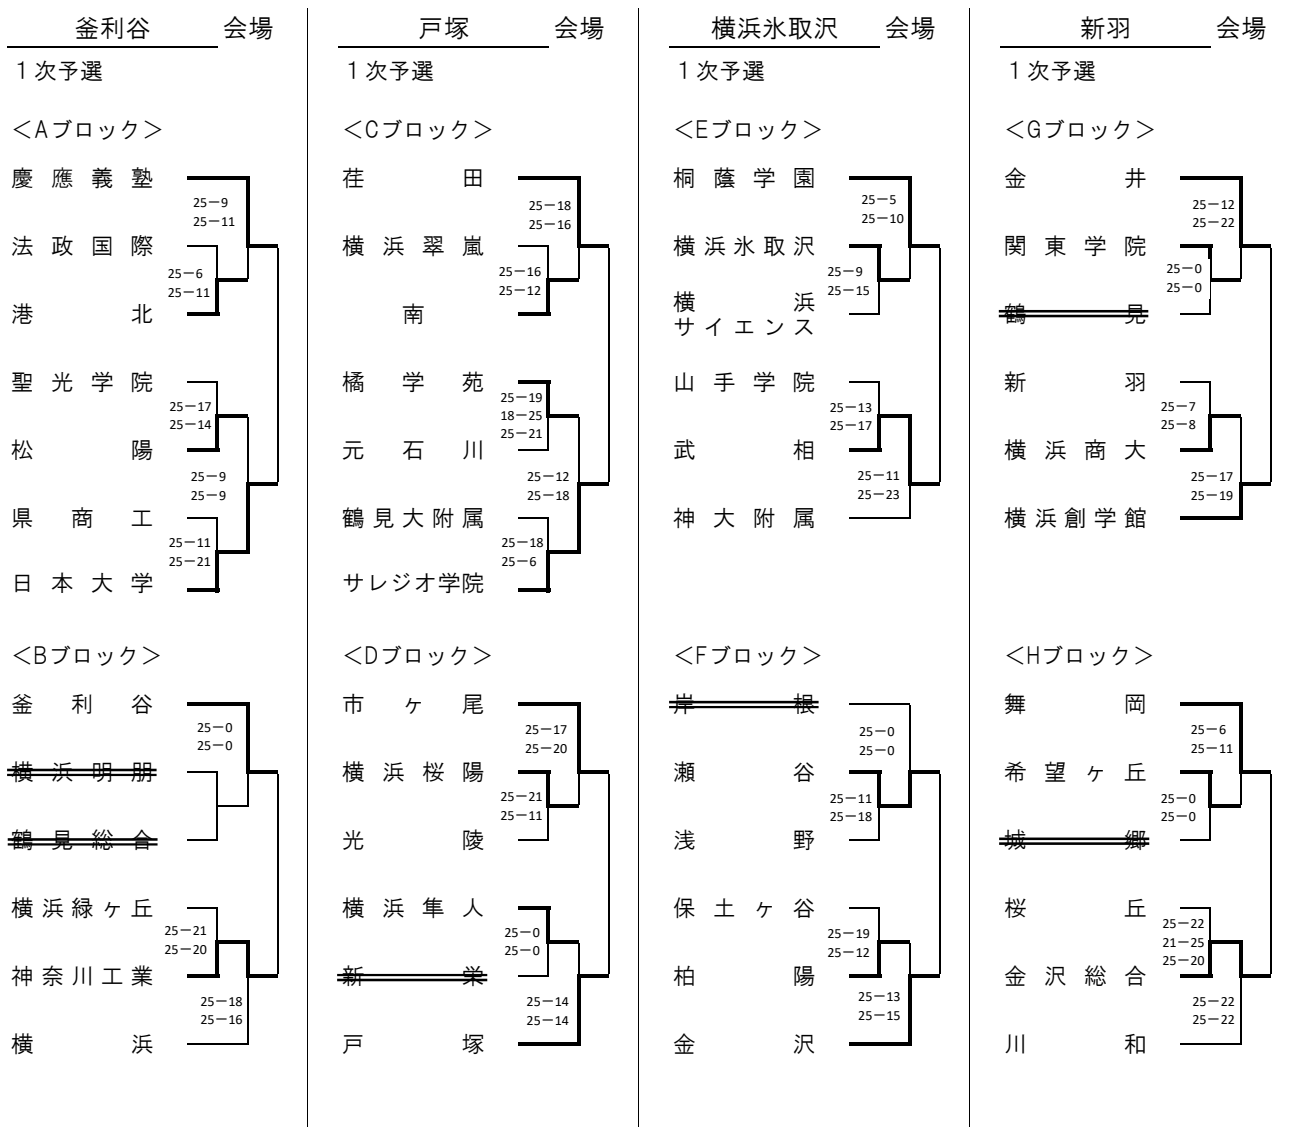 釜利谷 会場
1次予選
＜Aブロック＞
慶應義塾
25－9
25－11
法政国際
25－6
25－11
港北
聖光学院
25－17
25－14
松陽
25－9
25－9
県商工
25－11
25－21
日本大学
＜Bブロック＞
釜利谷
25－0
25－0
横浜明朋
鶴見総合
横浜緑ヶ丘
25－21
25－20
神奈川工業
25－18
25－16
横浜
戸塚 会場
1次予選
＜Cブロック＞
荏田
25－18
25－16
横浜翠嵐
25－16
25－12
南
橘学苑
25－19
18－25
25－21
元石川
25－12
25－18
鶴見大附属
25－18
25－6
サレジオ学院
＜Dブロック＞
市ヶ尾
25－17
25－20
横浜桜陽
25－21
25－11
光陵
横浜隼人
25－0
25－0
新栄
25－14
25－14
戸塚
横浜氷取沢 会場
1次予選
＜Eブロック＞
桐蔭学園
25－5
25－10
横浜氷取沢
25－9
25－15
横浜
サイエンス
山手学院
25－13
25－17
武相
25－11
25－23
神大附属
＜Fブロック＞
岸根
25－0
25－0
瀬谷
25－11
25－18
浅野
保土ヶ谷
25－19
25－12
柏陽
25－13
25－15
金沢
新羽 会場
1次予選
＜Gブロック＞
金井
25－12
25－22
関東学院
25－0
25－0
鶴見
新羽
25－7
25－8
横浜商大
25－17
25－19
横浜創学館
＜Hブロック＞
舞岡
25－6
25－11
希望ヶ丘
25－0
25－0
城郷
桜丘
25－22
21－25
25－20
金沢総合
25－22
25－22
川和